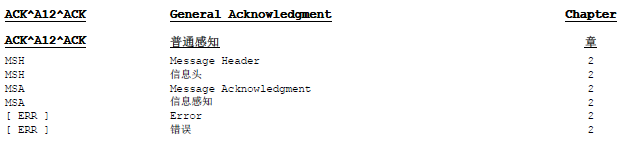 ACK^A12^ACK General Acknowledgment Chapter
ACK^A12^ACK 普通感知 章
MSH Message Header 2
MSH 信息头 2
MSA Message Acknowledgment 2
MSA 信息感知 2
[ ERR ] Error 2
[ ERR ] 错误 2